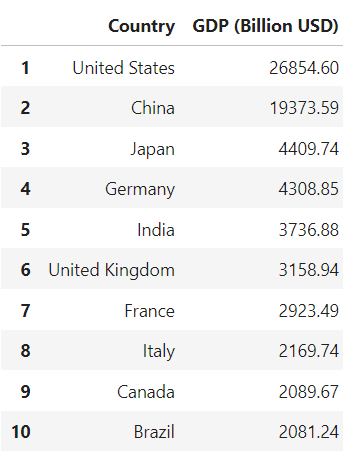 Country GDP (Billion USD)
1 United States 26854.60
2 China 19373.59
3 Japan 4409.74
4 Germany 4308.85
5 India 3736.88
6 United Kingdom 3158.94
7 France 2923.49
8 Italy 2169.74
9 Canada 2089.67
10 Brazil 2081.24